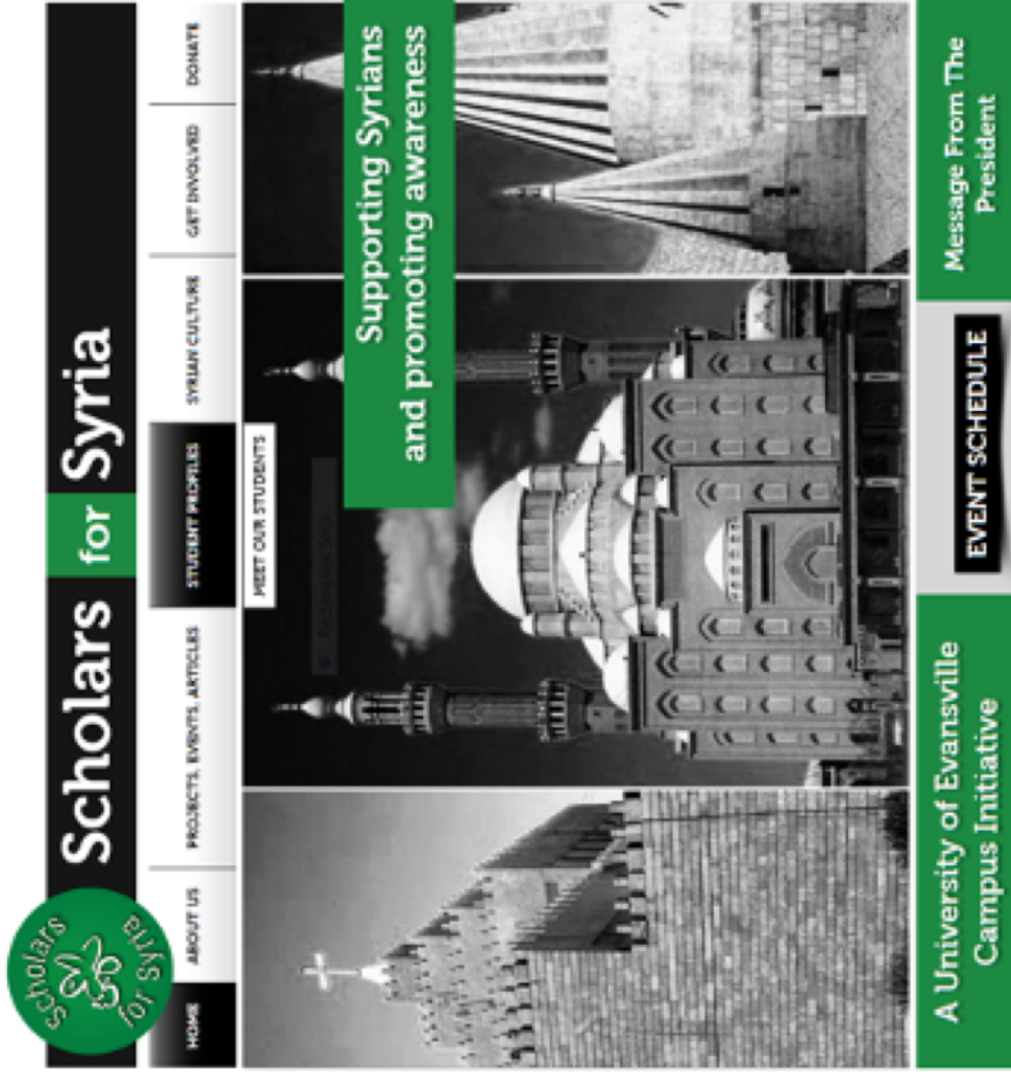 Scholars
for Syria
Scholars for Syria
HOME
ABOUT US
PROJECTS, EVENTS, ARTICLES
STUDENT PROFILES
SYRIAN CULTURE
GET INVOLVED
DONATE
MEET OUR STUDENTS
Supporting Syrians
and promoting awareness
A University of Evansville
Campus Initiative
EVENT SCHEDULE
Message From The
President